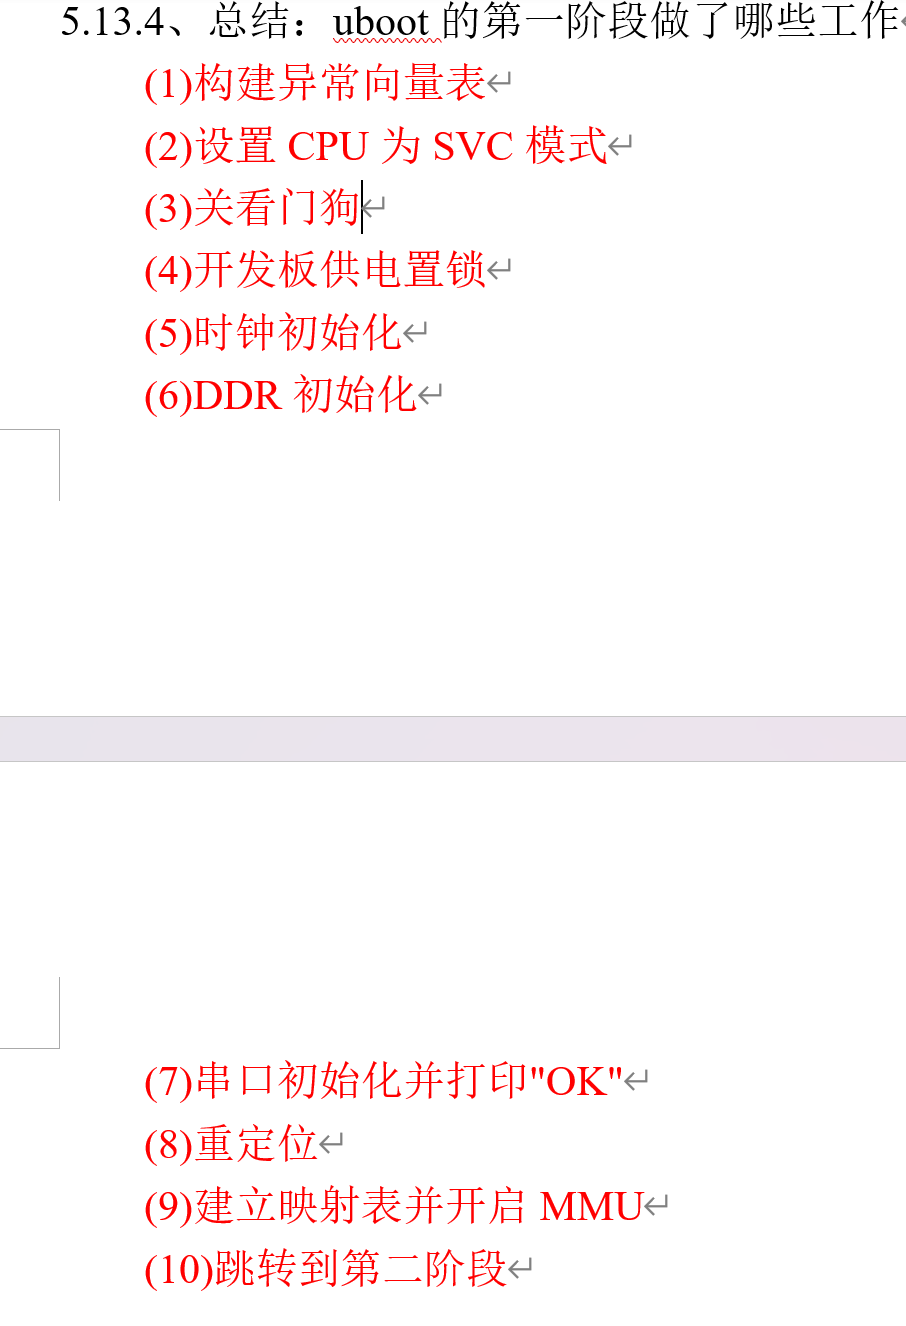 5.13.4、总结：uboot 的第一阶段做了哪些工作
(1)构建异常向量表
(2)设置 CPU 为 SVC 模式
(3)关看门狗
(4)开发板供电置锁
(5)时钟初始化
(6)DDR 初始化
(7)串口初始化并打印"OK"
(8)重定位
(9)建立映射表并开启 MMU
(10)跳转到第二阶段